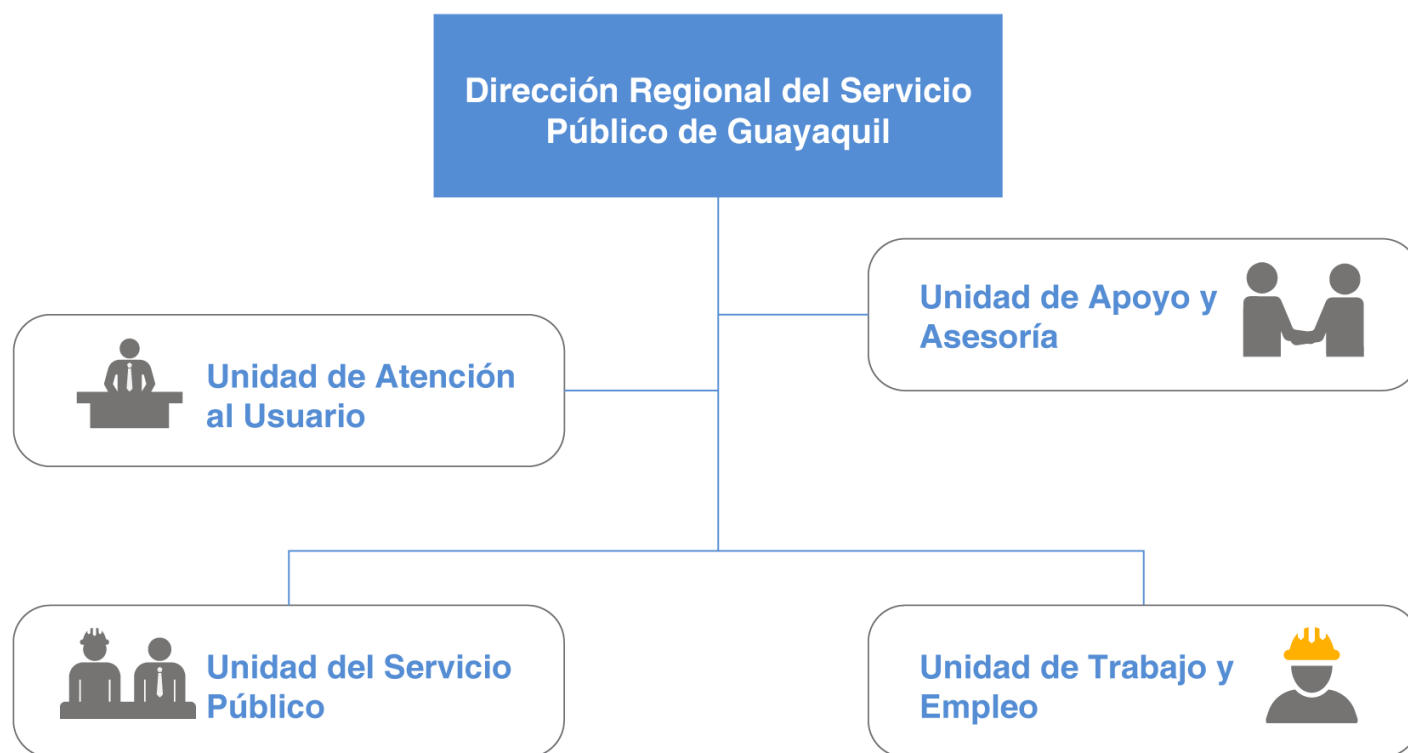 Dirección Regional del Servicio
Público de Guayaquil
Unidad de Apoyo y
Asesoría
Unidad de Atención
al Usuario
Unidad del Servicio
Público
Unidad de Trabajo y
Empleo